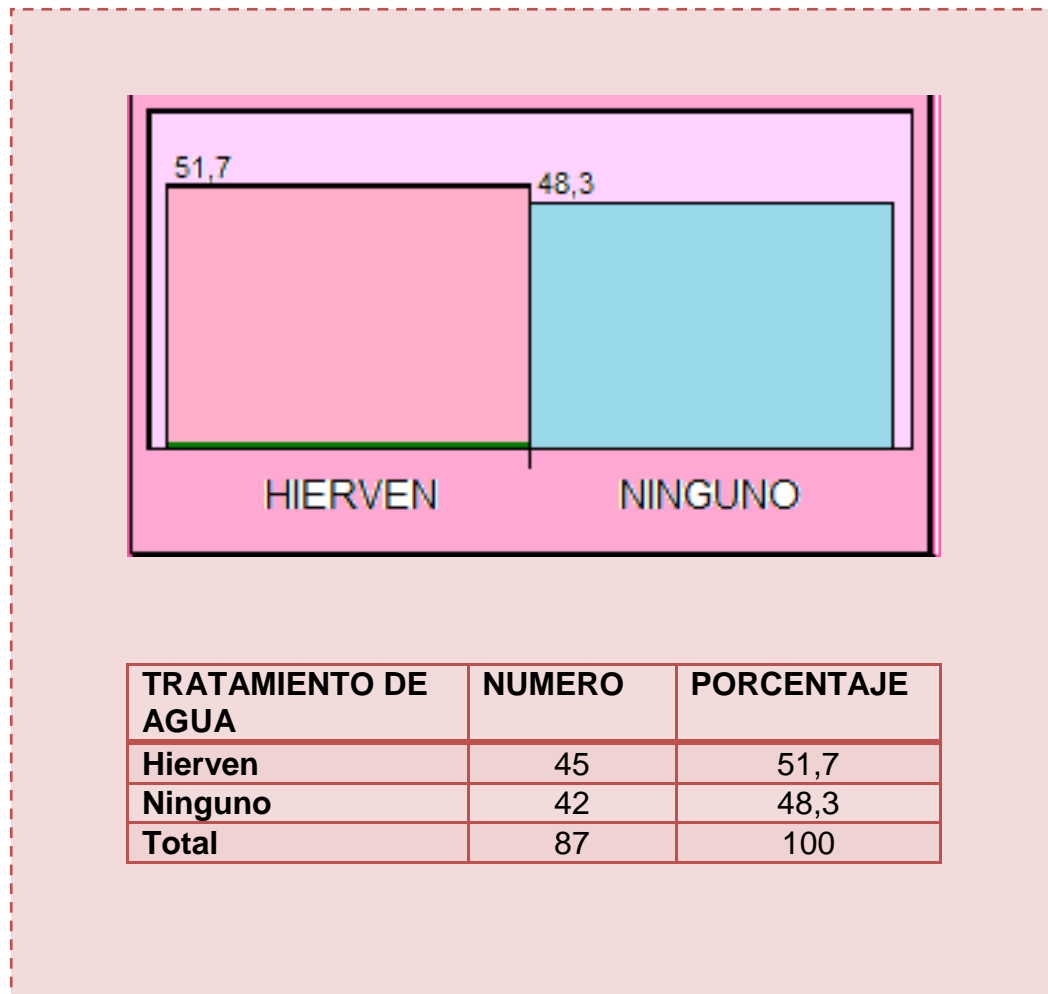 51,7
48,3
HIERVEN NINGUNO
TRATAMIENTO DE AGUA NUMERO PORCENTAJE
Hierven 45 51,7
Ninguno 42 48,3
Total 87 100